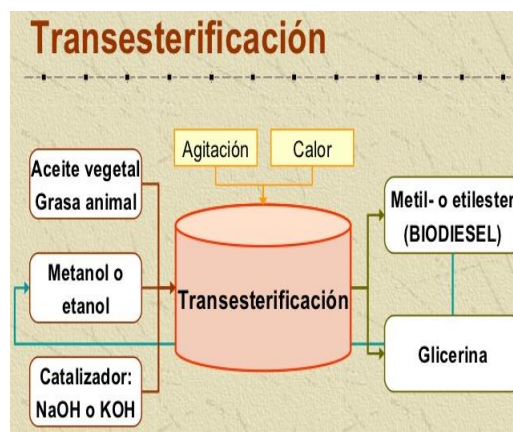 Transesterificación
Agitación
Calor
Aceite vegetal
Grasa animal
Metanol o
etanol
Catalizador:
NaOH o KOH
Transesterificación
Metil- o etilester
(BIODIESEL)
Glicerina